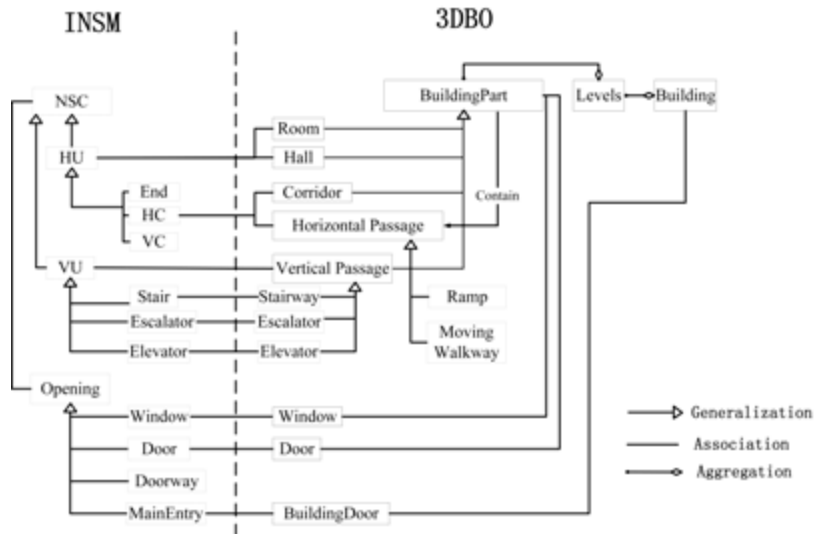 INSM 3DBO
NSC BuildingPart Levels Building
Room
HU Hall
End Corridor Contain
HC Horizontal Passage
VC
VU Vertical Passage
Stair Stairway Ramp
Escalator Escalator
Moving
Elevator Elevator Walkway
Opening
Window Window Generalization
Door Door Association
Doorway Aggregation
MainEntry BuildingDoor